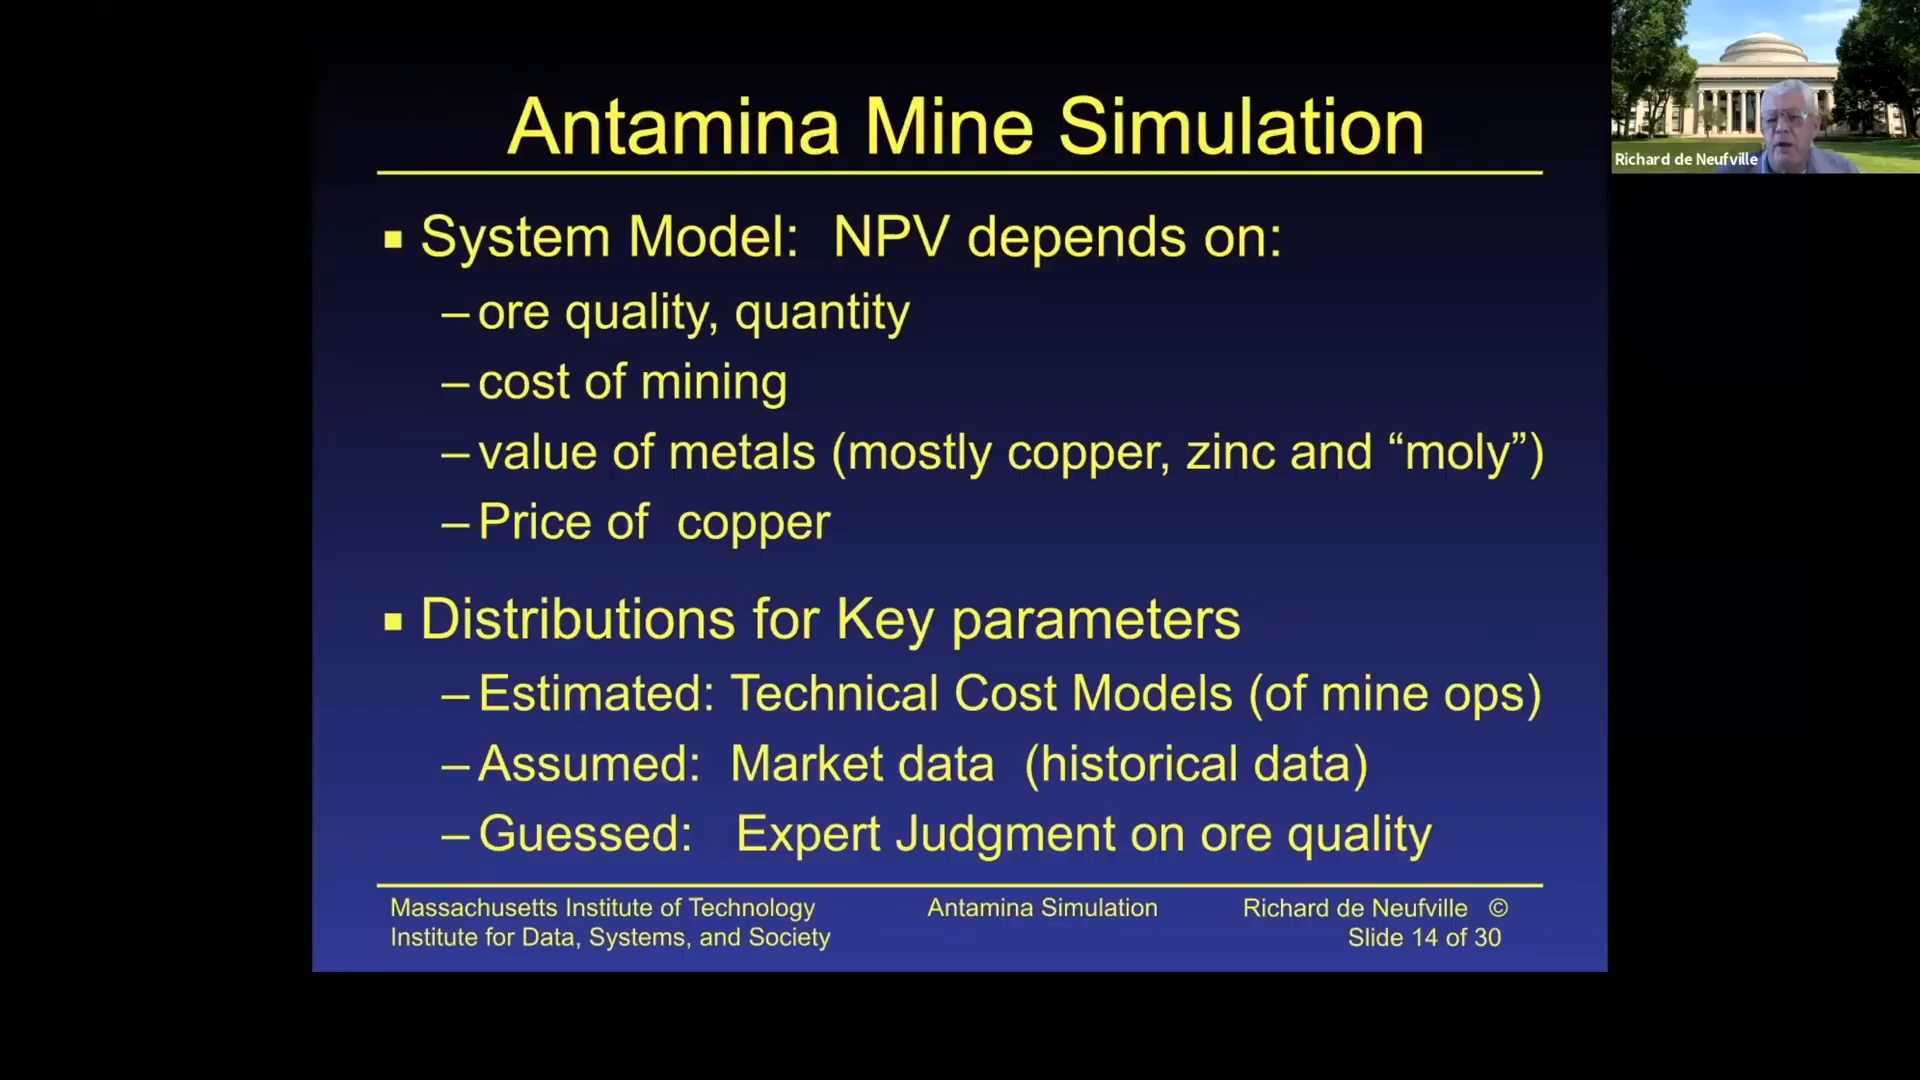 Antamina Mine Simulation
Richard de Neufville
▪ System Model: NPV depends on:
– ore quality, quantity
– cost of mining
– value of metals (mostly copper, zinc and “moly”)
– Price of copper
▪ Distributions for Key parameters
– Estimated: Technical Cost Models (of mine ops)
– Assumed: Market data (historical data)
– Guessed: Expert Judgment on ore quality
Massachusetts Institute of Technology Antamina Simulation Richard de Neufville ©
Institute for Data, Systems, and Society Slide 14 of 30